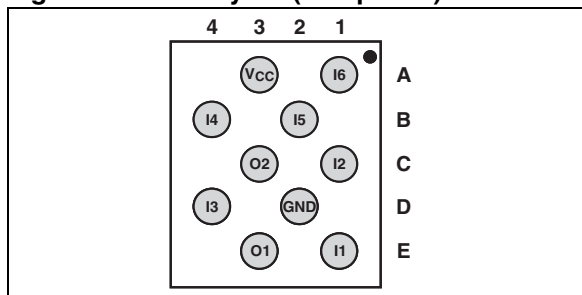 4 3 2 1
VCC I6 A
I4 I5 B
O2 I2 C
I3 GND D
O1 I1 E